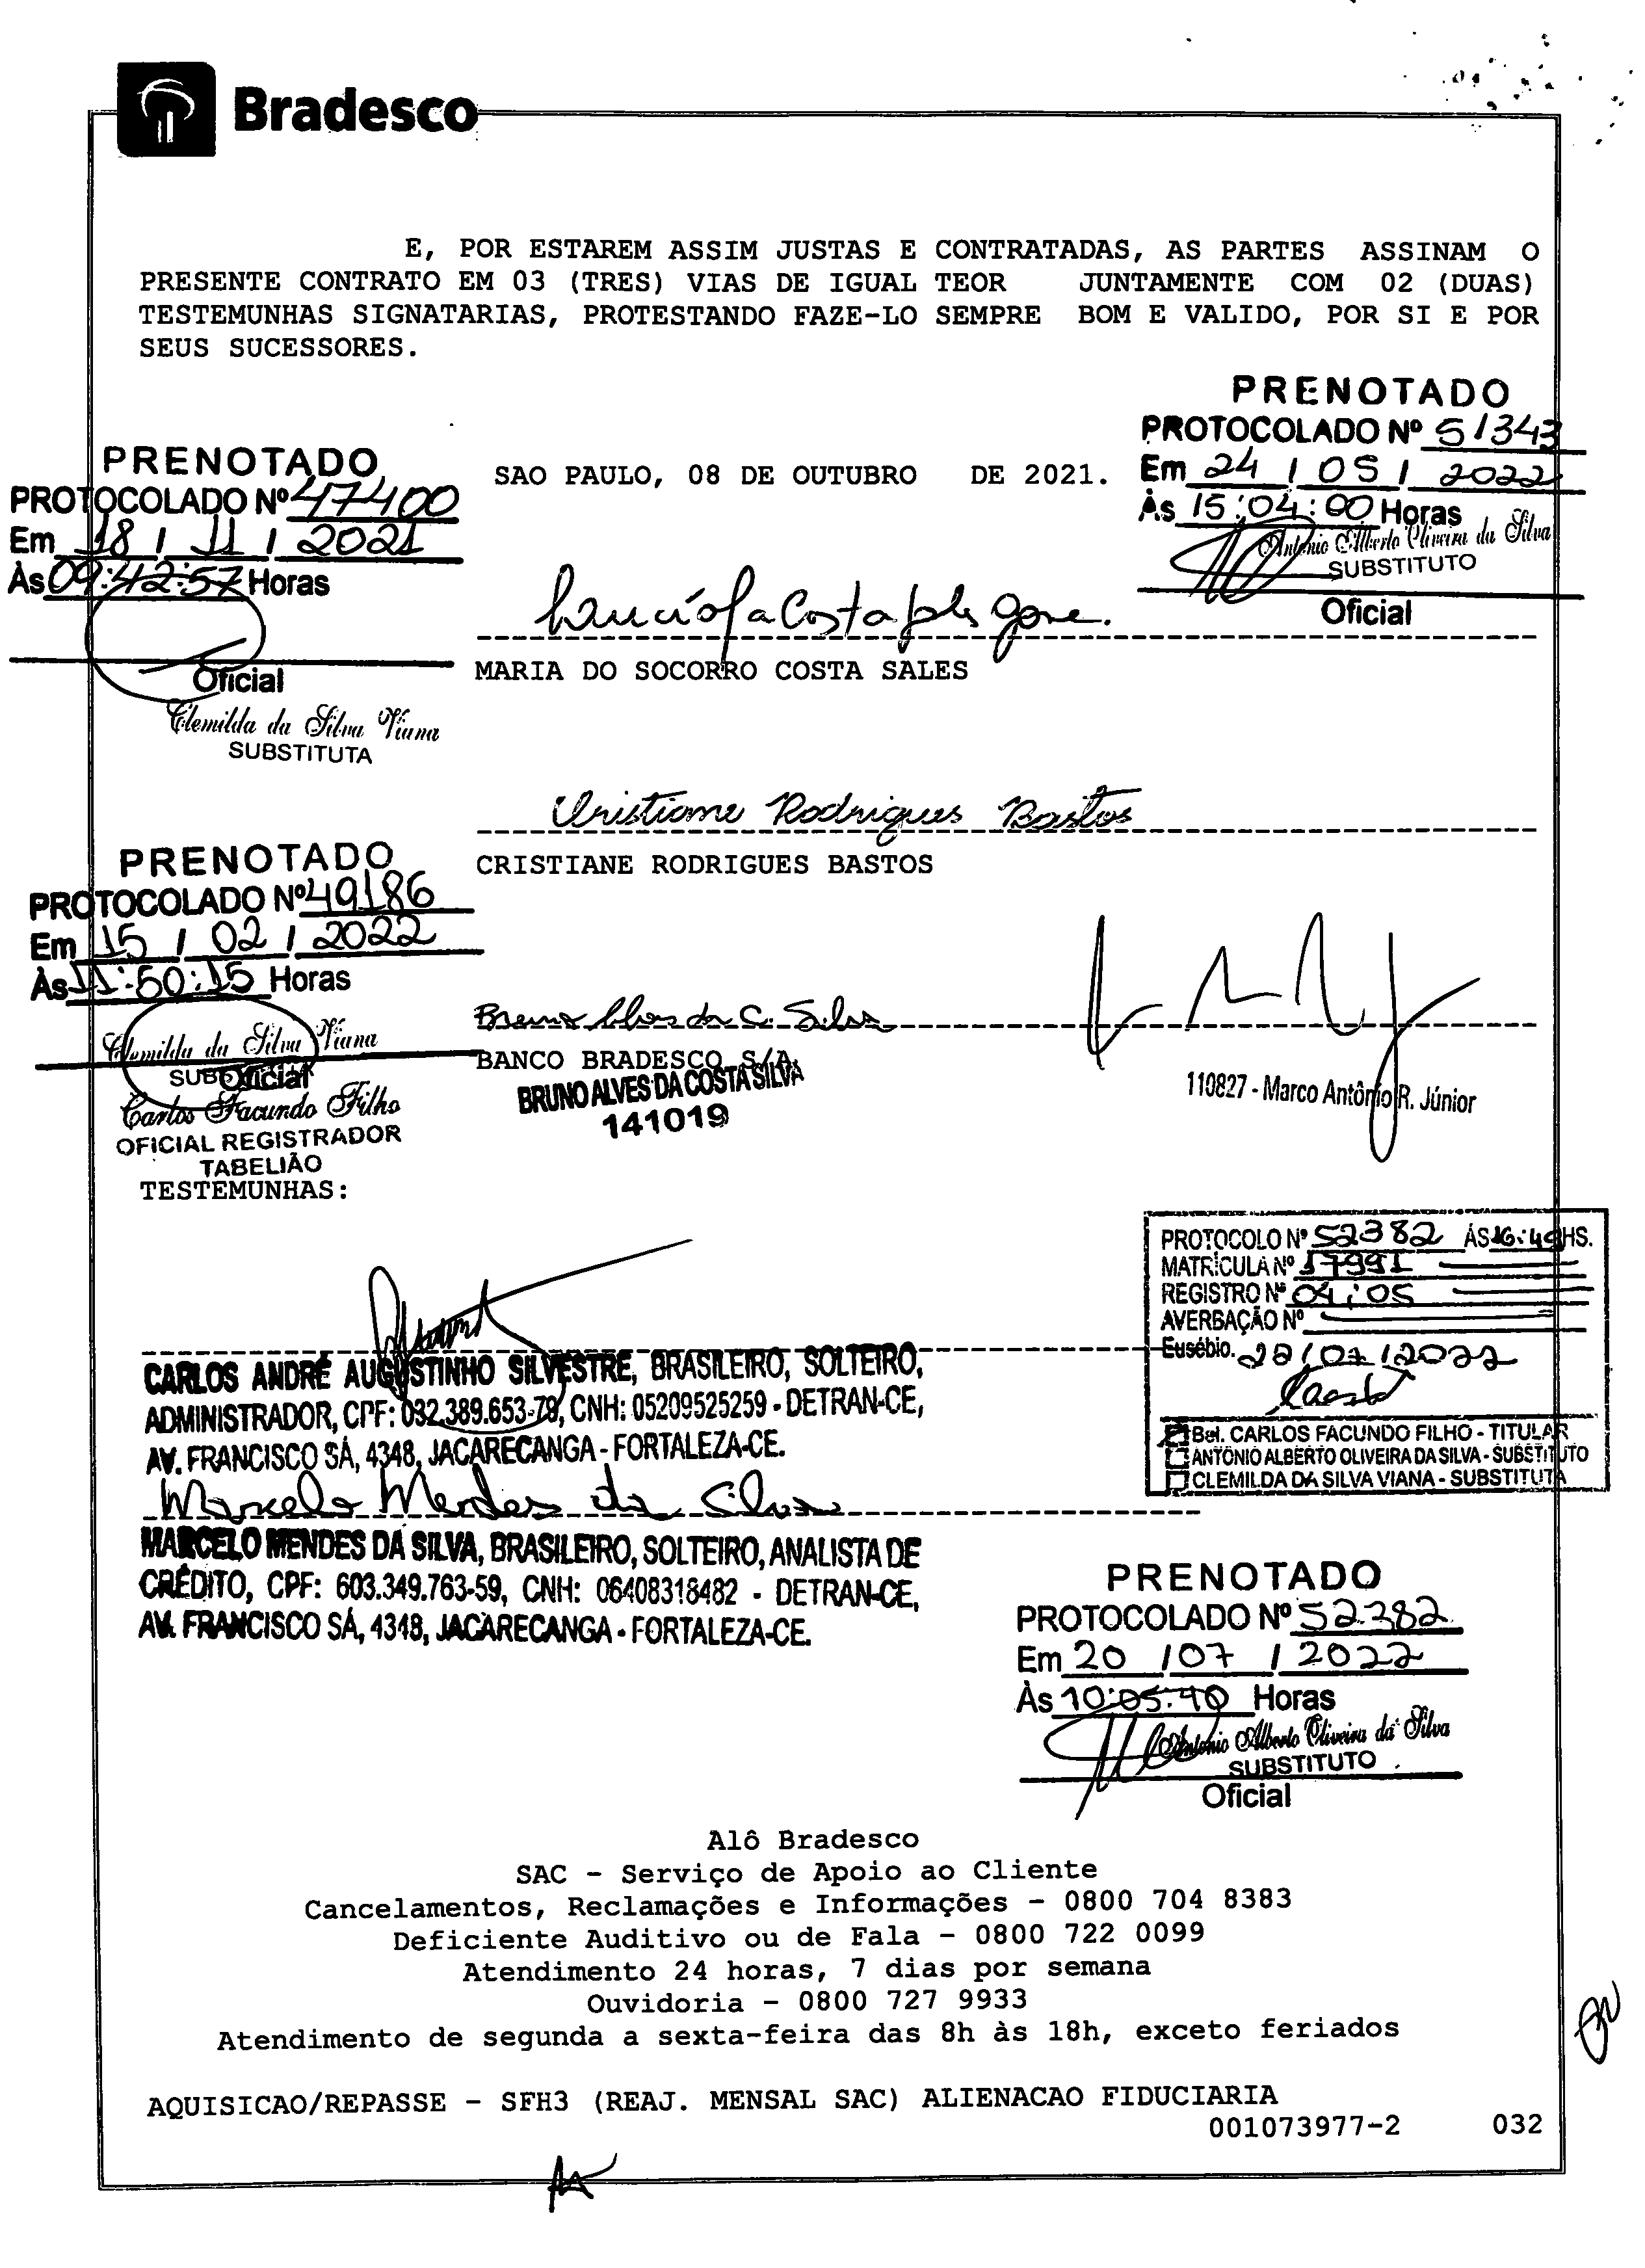 Bradesco
E, POR ESTAREM ASSIM JUSTAS E CONTRATADAS, AS PARTES ASSINAM O
PRESENTE CONTRATO EM 03 (TRES) VIAS DE IGUAL TEOR JUNTAMENTE COM 02 (DUAS)
TESTEMUNHAS SIGNATARIAS, PROTESTANDO FAZE-LO SEMPRE BOM E VALIDO, POR SI E POR
SEUS SUCESSORES.
PRENOTADO
PROTOCOLADO Nº 51343
Em 24 / 05 / 2022
Às 15:04:00 Horas
Antonio Alberto Oliveira da Silva
SUBSTITUTO
Oficial
PRENOTADO
PROTOCOLADO Nº 47400
Em 18 / 11 / 2021
Às 09:42:57 Horas
Oficial
Clemilda da Silva Viana
SUBSTITUTA
SAO PAULO, 08 DE OUTUBRO DE 2021.
MARIA DO SOCORRO COSTA SALES
Cristiane Rodrigues Bastos
CRISTIANE RODRIGUES BASTOS
PRENOTADO
PROTOCOLADO Nº 49186
Em 15 / 02 / 2022
Às 11:50:15 Horas
Clemilda da Silva Viana
Oficial
Carlos Facundo Filho
OFICIAL REGISTRADOR
TABELIÃO
Bruno Alves da C. Silva
BANCO BRADESCO S/A.
BRUNO ALVES DA COSTA SILVA
141019
110827 - Marco Antônio R. Júnior
TESTEMUNHAS:
PROTOCOLO Nº 52382 ÀS 16:40 HS.
MATRÍCULA Nº 17991
REGISTRO Nº 04; 05
AVERBAÇÃO Nº
Eusébio. 28/07/2022
Bel. CARLOS FACUNDO FILHO - TITULAR
ANTÔNIO ALBERTO OLIVEIRA DA SILVA - SUBSTITUTO
CLEMILDA DA SILVA VIANA - SUBSTITUTA
CARLOS ANDRÉ AUGUSTINHO SILVESTRE, BRASILEIRO, SOLTEIRO,
ADMINISTRADOR, CPF: 032.389.653-79, CNH: 05209525259 - DETRAN-CE,
AV. FRANCISCO SÁ, 4348, JACARECANGA - FORTALEZA-CE.
Marcelo Mendes da Silva
MARCELO MENDES DA SILVA, BRASILEIRO, SOLTEIRO, ANALISTA DE
CRÉDITO, CPF: 603.349.763-59, CNH: 06408318482 - DETRAN-CE,
AV. FRANCISCO SÁ, 4348, JACARECANGA - FORTALEZA-CE.
PRENOTADO
PROTOCOLADO Nº 52382
Em 20 / 07 / 2022
Às 10:05:40 Horas
Antonio Alberto Oliveira da Silva
SUBSTITUTO
Oficial
Alô Bradesco
SAC - Serviço de Apoio ao Cliente
Cancelamentos, Reclamações e Informações - 0800 704 8383
Deficiente Auditivo ou de Fala - 0800 722 0099
Atendimento 24 horas, 7 dias por semana
Ouvidoria - 0800 727 9933
Atendimento de segunda a sexta-feira das 8h às 18h, exceto feriados
AQUISICAO/REPASSE - SFH3 (REAJ. MENSAL SAC) ALIENACAO FIDUCIARIA
001073977-2 032